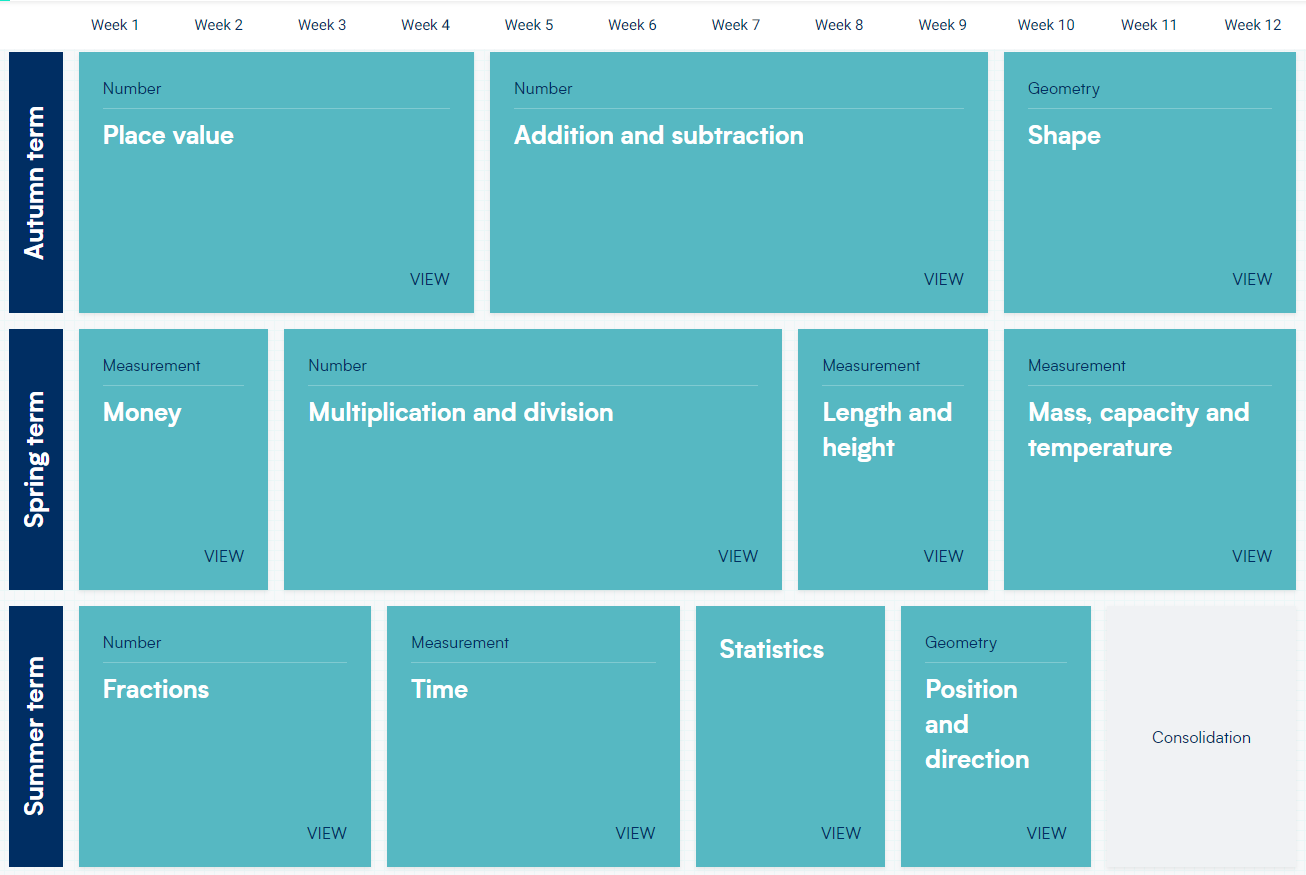 Week 1 Week 2 Week 3 Week 4 Week 5 Week 6 Week 7 Week 8 Week 9 Week 10 Week 11 Week 12
Autumn term
Number
Place value
VIEW
Number
Addition and subtraction
VIEW
Geometry
Shape
VIEW
Spring term
Measurement
Money
VIEW
Number
Multiplication and division
VIEW
Measurement
Length and
height
VIEW
Measurement
Mass, capacity and
temperature
VIEW
Summer term
Number
Fractions
VIEW
Measurement
Time
VIEW
Statistics
VIEW
Geometry
Position
and
direction
VIEW
Consolidation